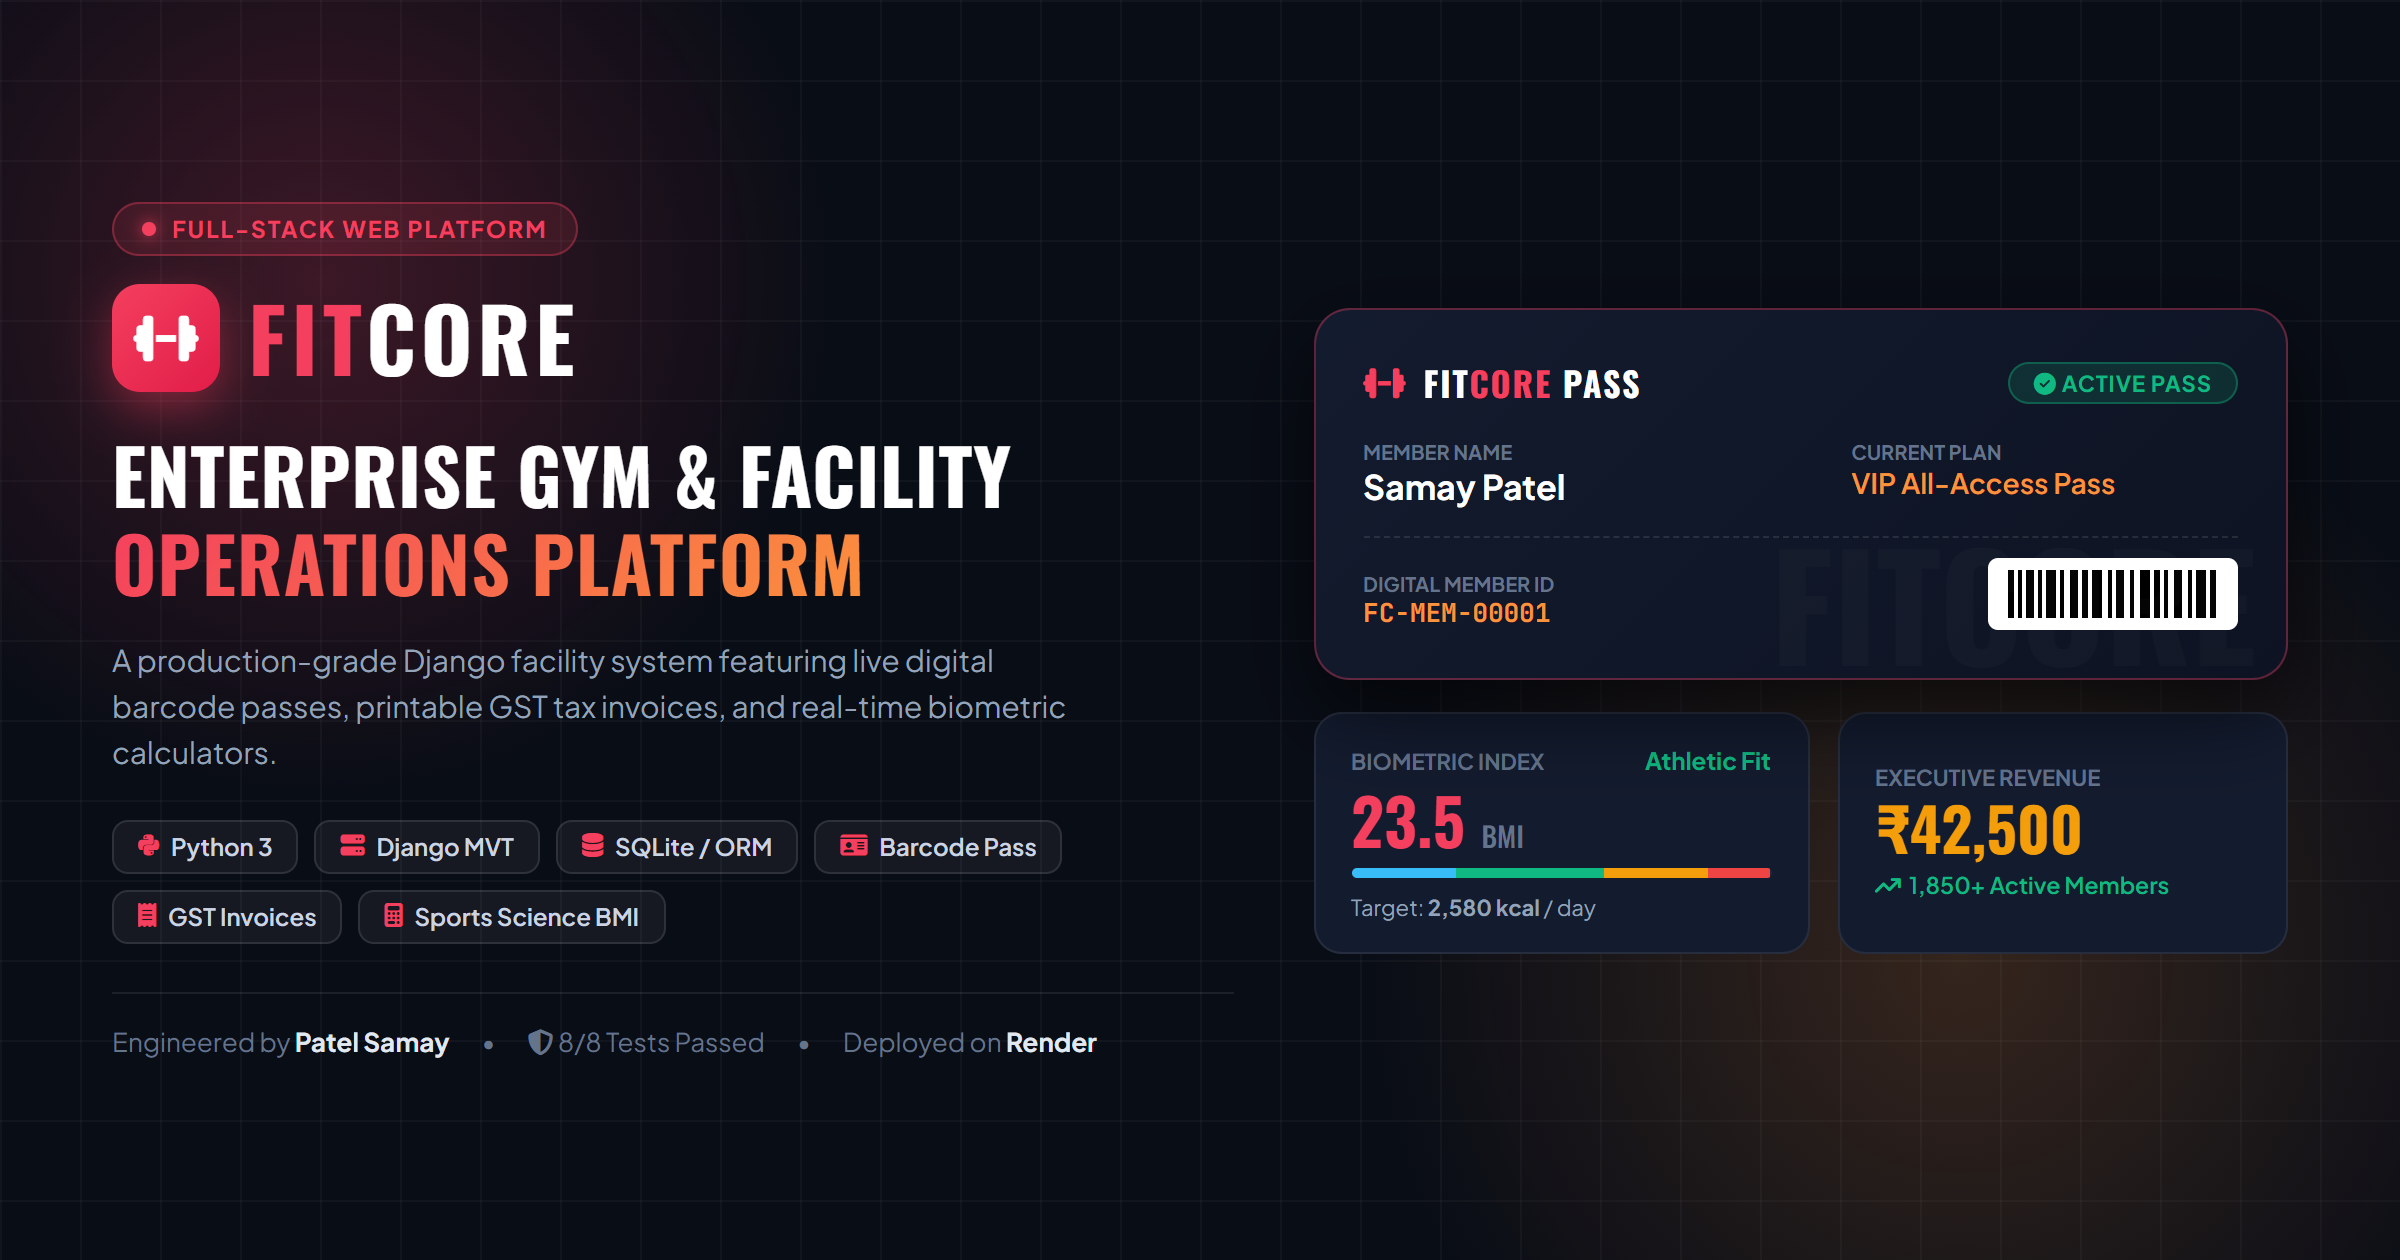 FULL-STACK WEB PLATFORM
FITCORE
ENTERPRISE GYM & FACILITY
OPERATIONS PLATFORM
A production-grade Django facility system featuring live digital
barcode passes, printable GST tax invoices, and real-time biometric
calculators.
Python 3
Django MVT
SQLite / ORM
Barcode Pass
GST Invoices
Sports Science BMI
Engineered by Patel Samay • 8/8 Tests Passed • Deployed on Render
FITCORE PASS
ACTIVE PASS
MEMBER NAME
Samay Patel
CURRENT PLAN
VIP All-Access Pass
DIGITAL MEMBER ID
FC-MEM-00001
FITCORE
BIOMETRIC INDEX
Athletic Fit
23.5 BMI
Target: 2,580 kcal / day
EXECUTIVE REVENUE
₹42,500
1,850+ Active Members